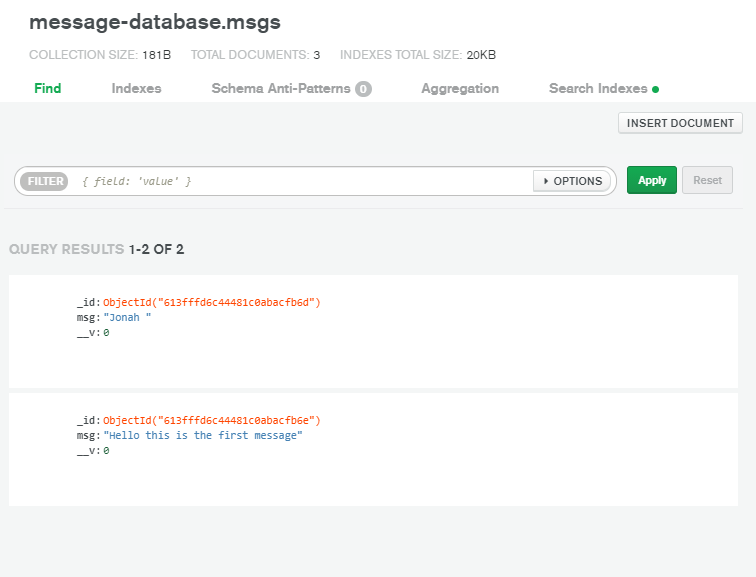 message-database.msgs
COLLECTION SIZE: 181B TOTAL DOCUMENTS: 3 INDEXES TOTAL SIZE: 20KB
Find Indexes Schema Anti-Patterns 0 Aggregation Search Indexes
INSERT DOCUMENT
FILTER { field: 'value' } OPTIONS Apply Reset
QUERY RESULTS 1-2 OF 2
_id: ObjectId("613fffd6c44481c0abacfb6d")
msg: "Jonah "
__v: 0
_id: ObjectId("613fffd6c44481c0abacfb6e")
msg: "Hello this is the first message"
__v: 0